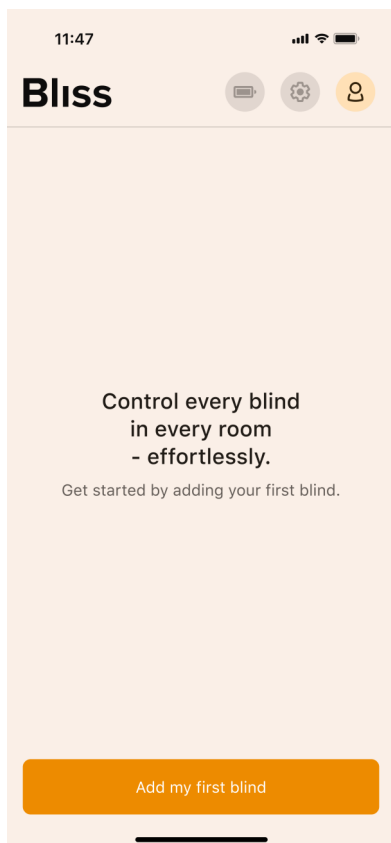 11:47
Blıss
Control every blind
in every room
- effortlessly.
Get started by adding your first blind.
Add my first blind